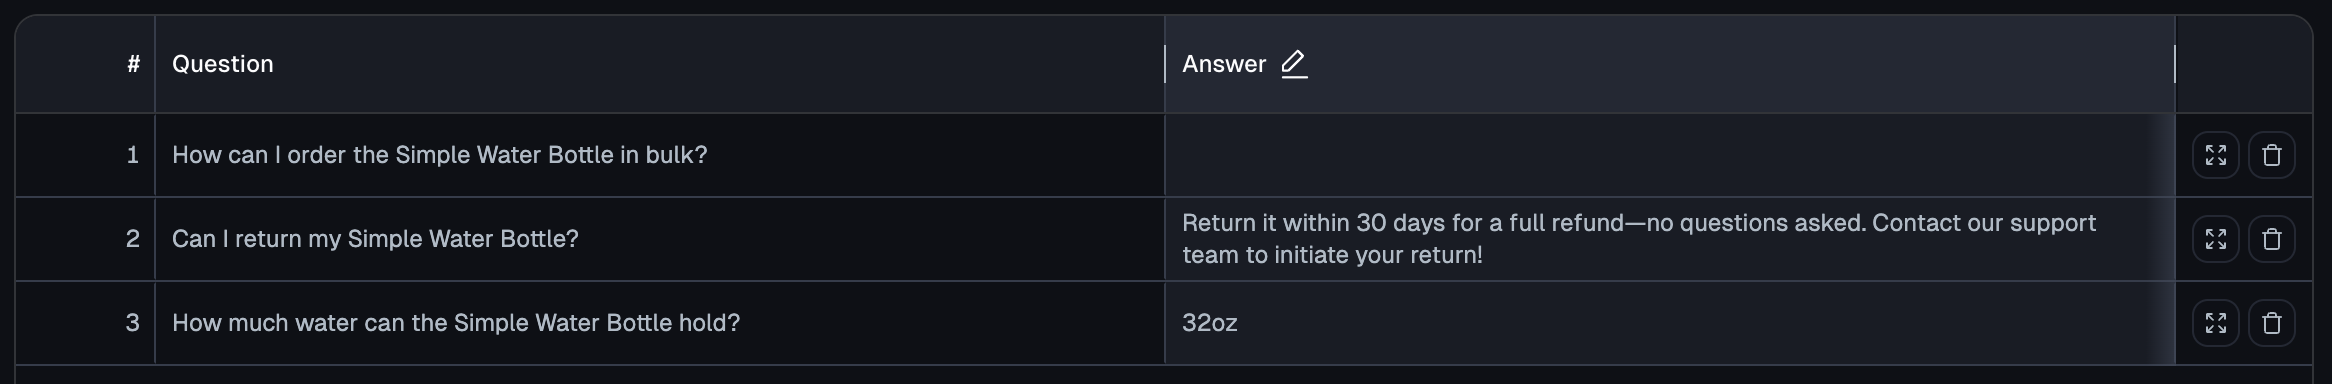 # Question Answer
1 How can I order the Simple Water Bottle in bulk?
2 Can I return my Simple Water Bottle? Return it within 30 days for a full refund—no questions asked. Contact our support
team to initiate your return!
3 How much water can the Simple Water Bottle hold? 32oz